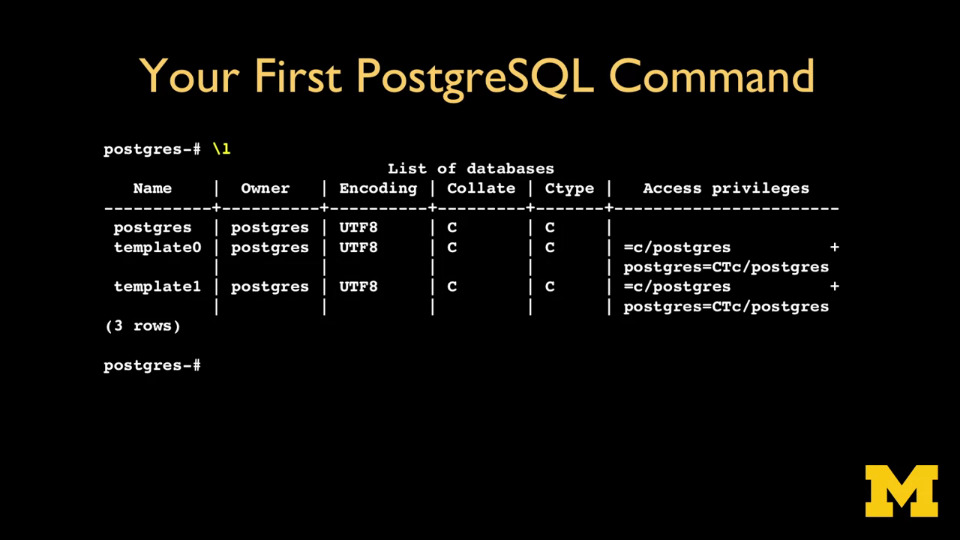 Your First PostgreSQL Command
postgres-# \l
List of databases
Name | Owner | Encoding | Collate | Ctype | Access privileges
-----------+----------+----------+---------+-------+-----------------------
postgres | postgres | UTF8 | C | C |
template0 | postgres | UTF8 | C | C | =c/postgres +
| | | | | postgres=CTc/postgres
template1 | postgres | UTF8 | C | C | =c/postgres +
| | | | | postgres=CTc/postgres
(3 rows)
postgres-#
M